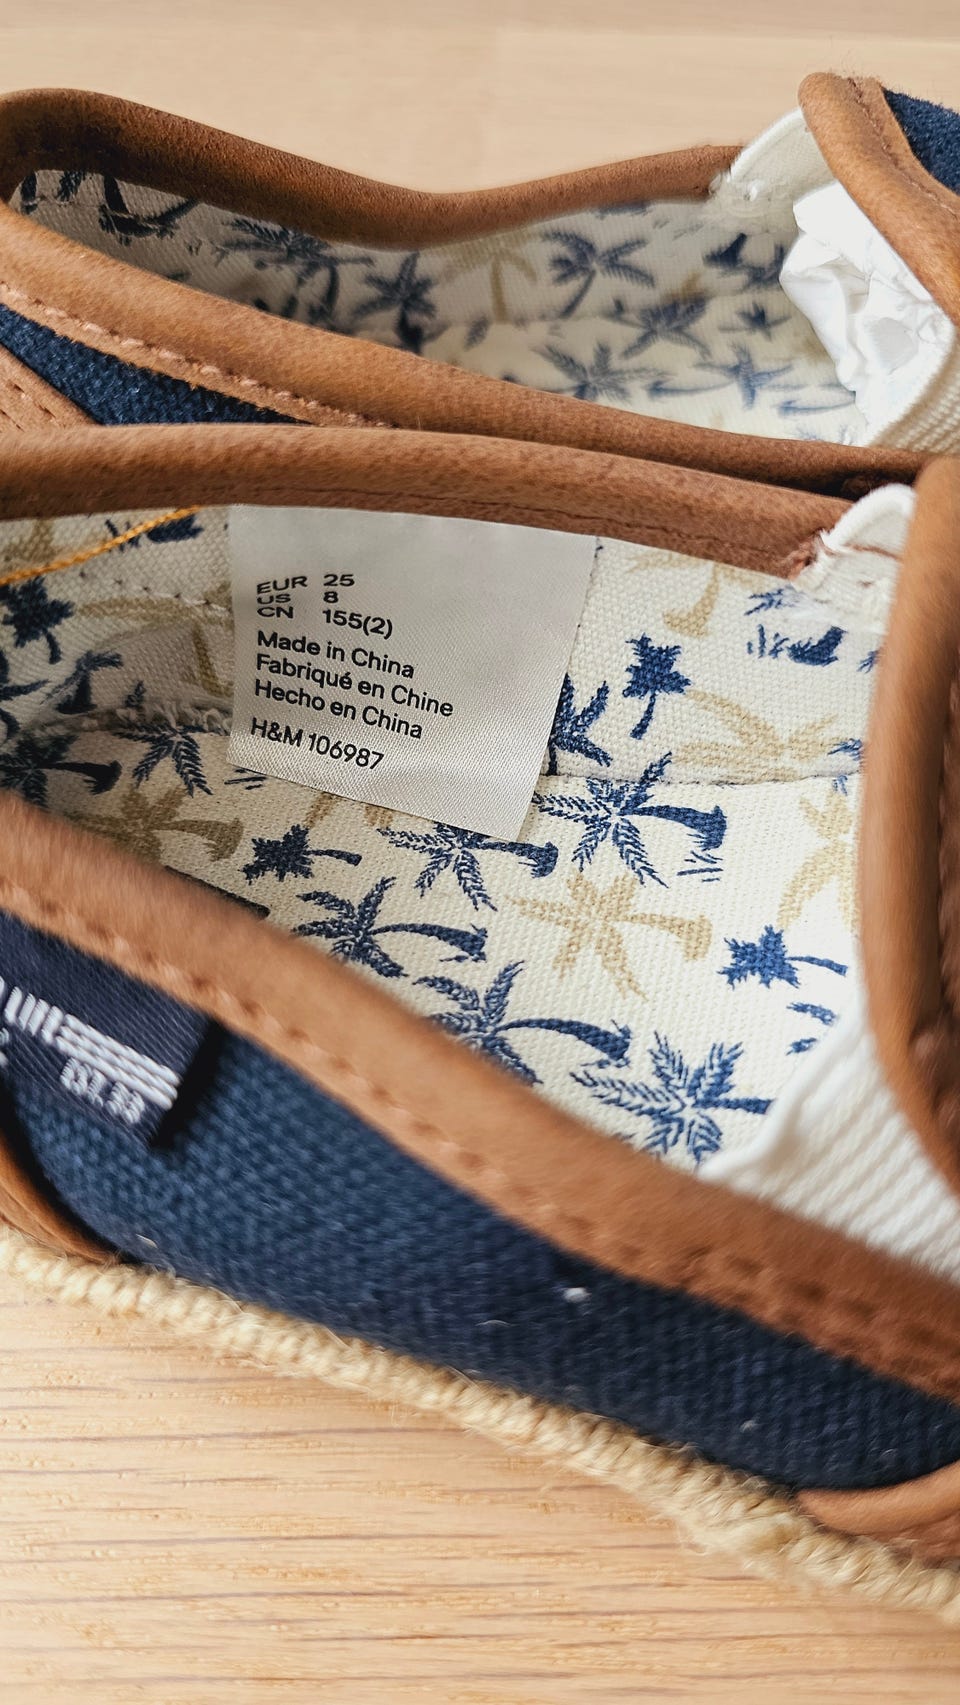 EUR 25
US 8
CN 155(2)
Made in China
Fabriqué en Chine
Hecho en China
H&M 106987